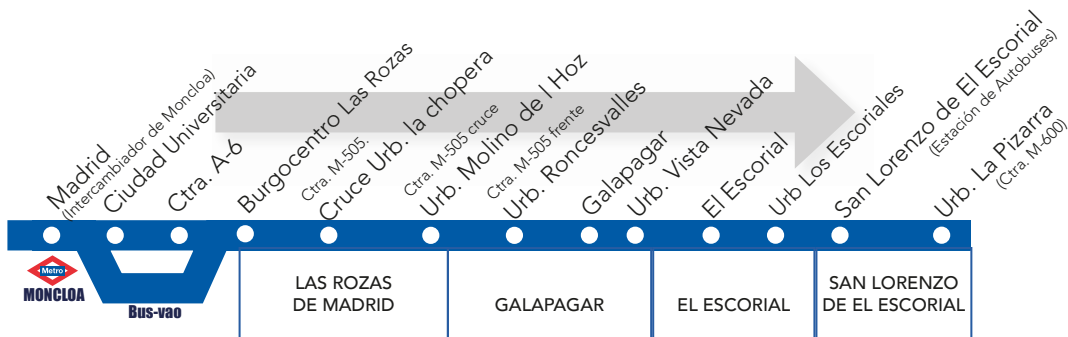 Madrid
(Intercambiador de Moncloa)
Ciudad Universitaria
Ctra. A-6
Burgocentro Las Rozas
Ctra. M-505.
Cruce Urb. la chopera
Ctra. M-505 cruce
Urb. Molino de l Hoz
Ctra. M-505 frente
Urb. Roncesvalles
Galapagar
Urb. Vista Nevada
El Escorial
Urb Los Escoriales
San Lorenzo de El Escorial
(Estación de Autobuses)
Urb. La Pizarra
(Ctra. M-600)
Metro
MONCLOA
Bus-vao
LAS ROZAS
DE MADRID
GALAPAGAR
EL ESCORIAL
SAN LORENZO
DE EL ESCORIAL